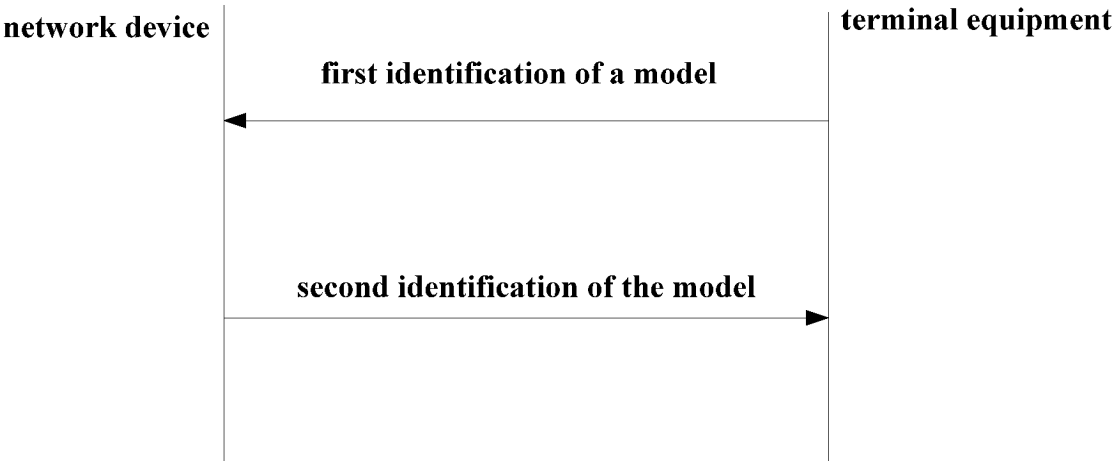 network device
terminal equipment
first identification of a model
second identification of the model